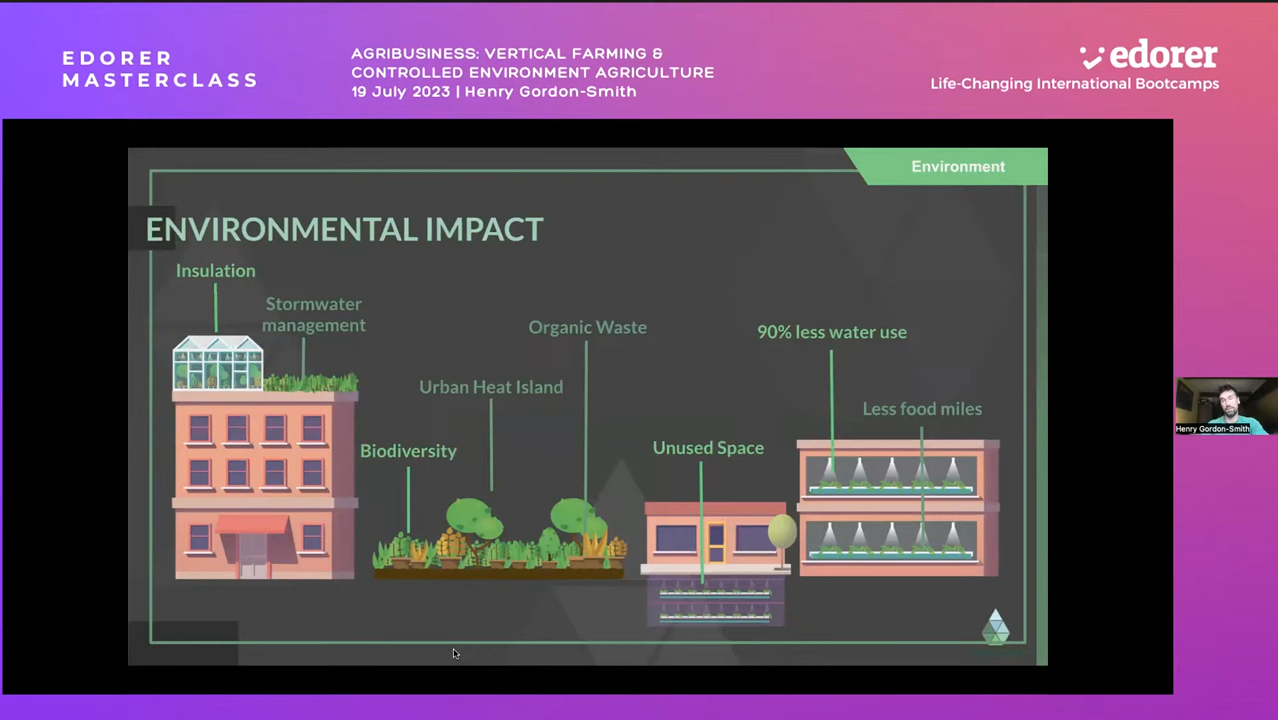 EDORER
MASTERCLASS
AGRIBUSINESS: VERTICAL FARMING &
CONTROLLED ENVIRONMENT AGRICULTURE
19 July 2023 | Henry Gordon-Smith
edorer
Life-Changing International Bootcamps
Environment
ENVIRONMENTAL IMPACT
Insulation
Stormwater
management
Organic Waste
90% less water use
Urban Heat Island
Less food miles
Biodiversity
Unused Space
Henry Gordon-Smith